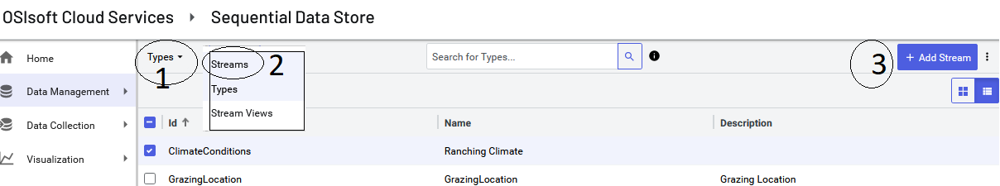 OSIsoft Cloud Services ▸ Sequential Data Store
Home
Data Management
Data Collection
Visualization
Types
1
Streams
2
Types
Stream Views
Search for Types...
3
+ Add Stream
Id ↑ Name Description
ClimateConditions Ranching Climate
GrazingLocation GrazingLocation Grazing Location